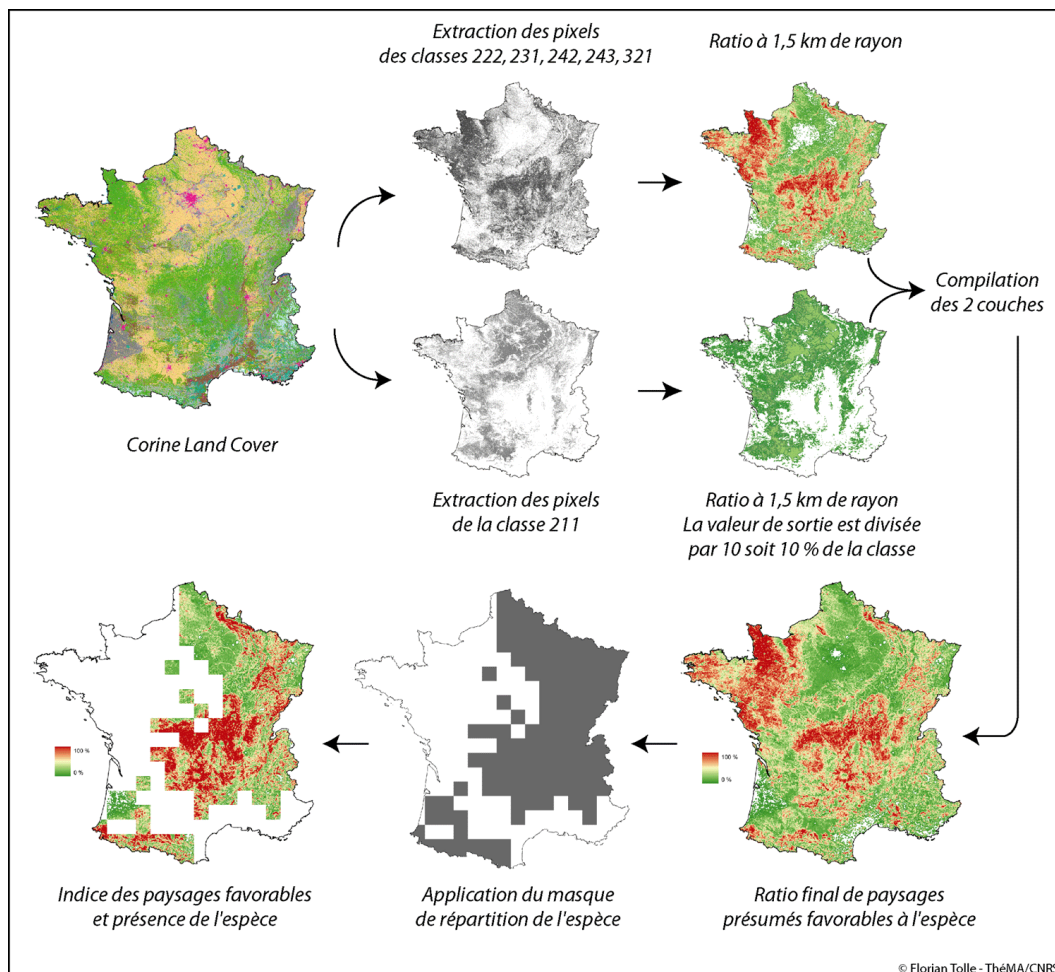 Extraction des pixels
des classes 222, 231, 242, 243, 321
Ratio à 1,5 km de rayon
Corine Land Cover
Compilation
des 2 couches
Extraction des pixels
de la classe 211
Ratio à 1,5 km de rayon
La valeur de sortie est divisée
par 10 soit 10 % de la classe
100 %
0 %
100 %
0 %
Indice des paysages favorables
et présence de l'espèce
Application du masque
de répartition de l'espèce
Ratio final de paysages
présumés favorables à l'espèce
© Florian Tolle - ThéMA/CNRS